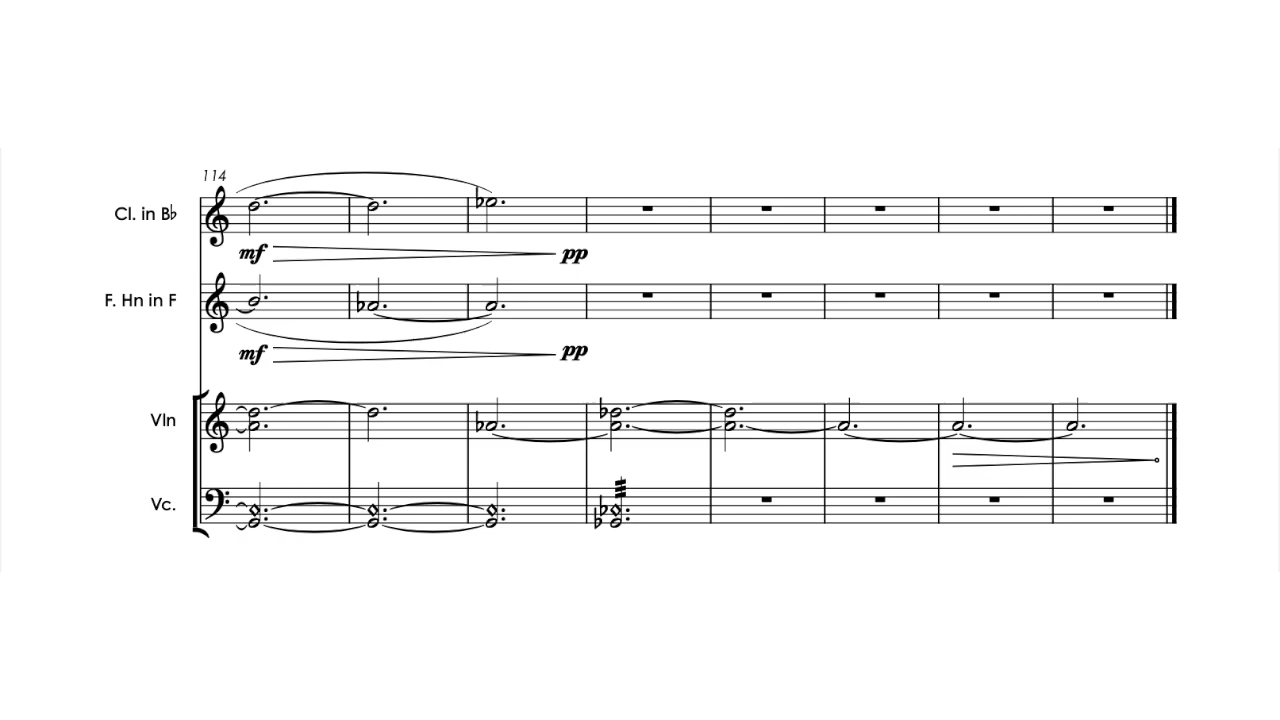 114
Cl. in B♭
mf pp
F. Hn in F
mf pp
Vln
Vc.